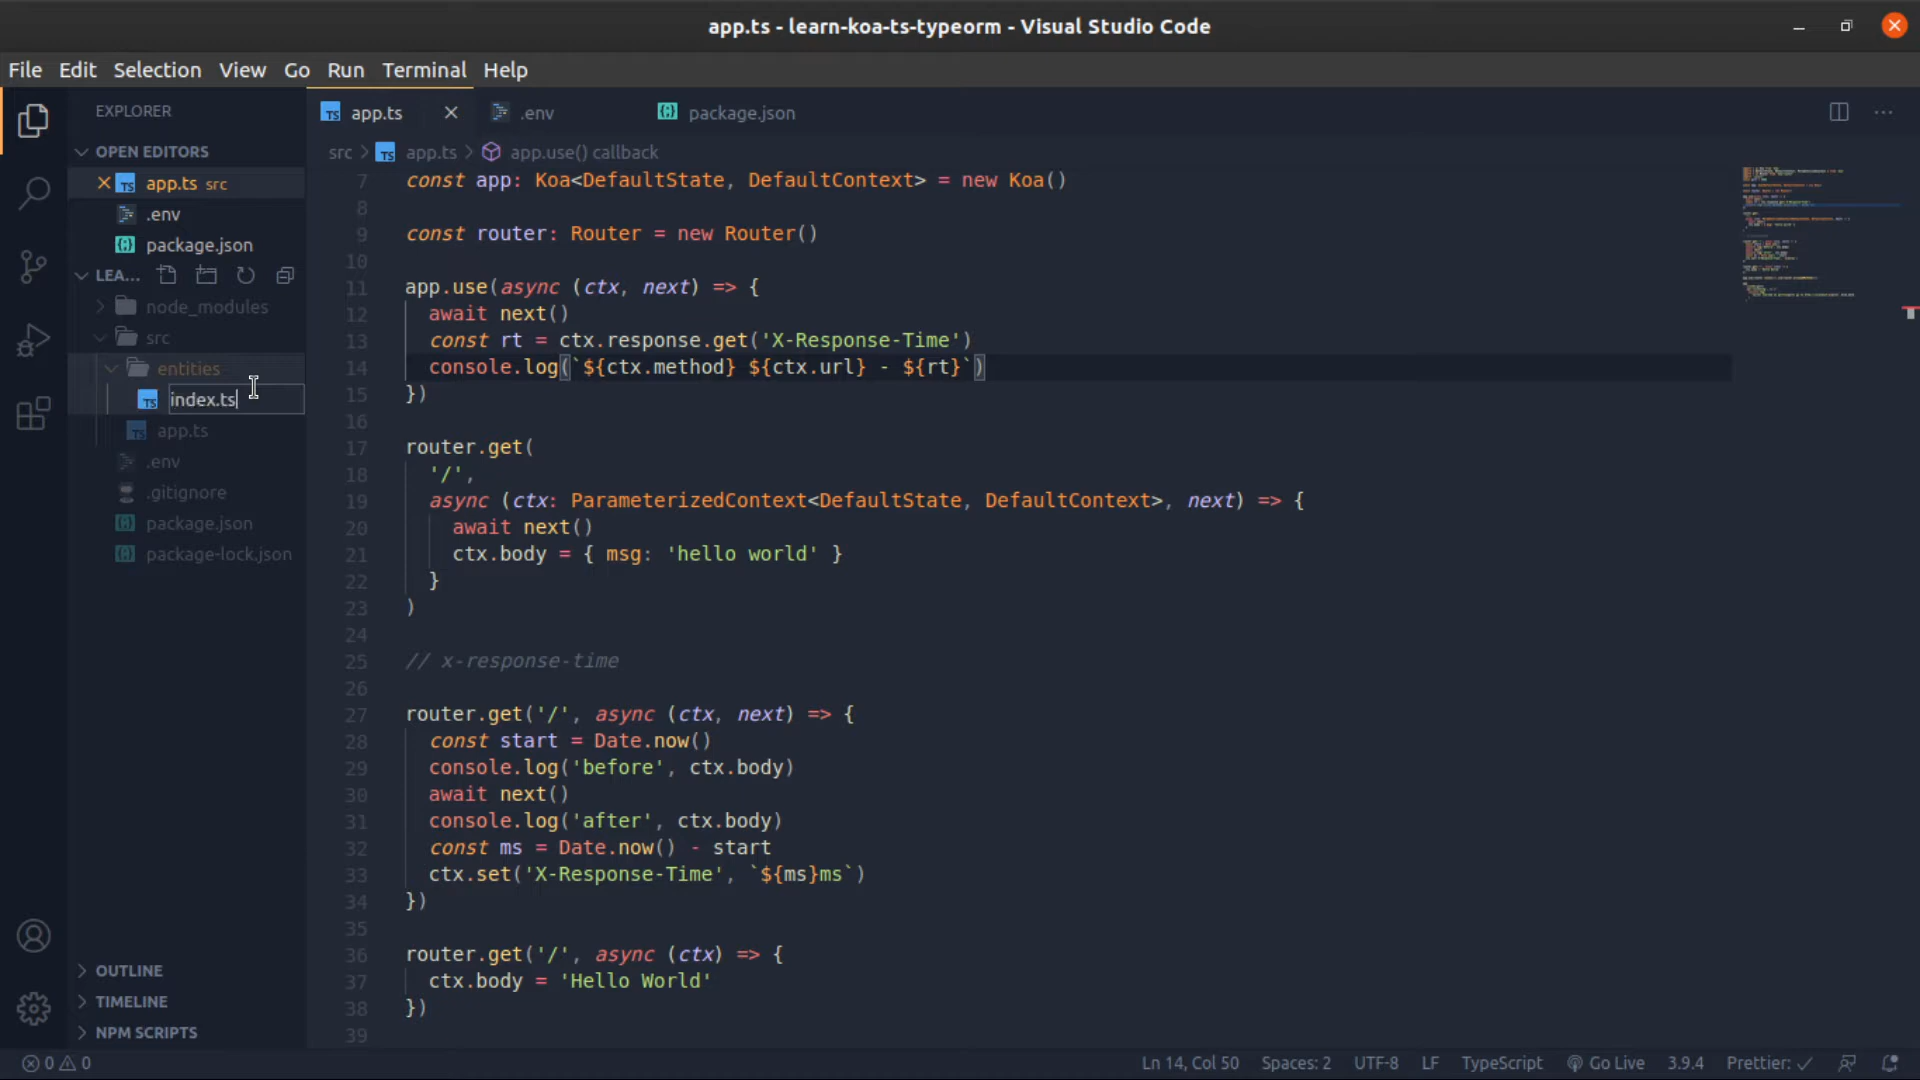 app.ts - learn-koa-ts-typeorm - Visual Studio Code
File Edit Selection View Go Run Terminal Help
EXPLORER
OPEN EDITORS
app.ts src
.env
package.json
LEA...
node_modules
src
entities
index.ts
app.ts
.env
.gitignore
package.json
package-lock.json
OUTLINE
TIMELINE
NPM SCRIPTS
app.ts .env package.json
src > app.ts > app.use() callback
7 const app: Koa<DefaultState, DefaultContext> = new Koa()
8
9 const router: Router = new Router()
10
11 app.use(async (ctx, next) => {
12 await next()
13 const rt = ctx.response.get('X-Response-Time')
14 console.log(`${ctx.method} ${ctx.url} - ${rt}`)
15 })
16
17 router.get(
18 '/',
19 async (ctx: ParameterizedContext<DefaultState, DefaultContext>, next) => {
20 await next()
21 ctx.body = { msg: 'hello world' }
22 }
23 )
24
25 // x-response-time
26
27 router.get('/', async (ctx, next) => {
28 const start = Date.now()
29 console.log('before', ctx.body)
30 await next()
31 console.log('after', ctx.body)
32 const ms = Date.now() - start
33 ctx.set('X-Response-Time', `${ms}ms`)
34 })
35
36 router.get('/', async (ctx) => {
37 ctx.body = 'Hello World'
38 })
39
0 0 Ln 14, Col 50 Spaces: 2 UTF-8 LF TypeScript Go Live 3.9.4 Prettier: ✓